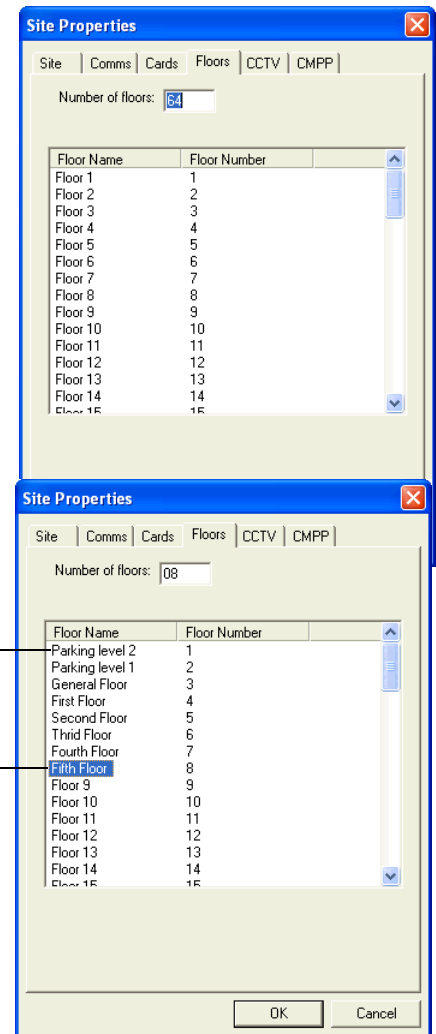 Site Properties
Site Comms Cards Floors CCTV CMPP
Number of floors: 64
Floor Name Floor Number
Floor 1 1
Floor 2 2
Floor 3 3
Floor 4 4
Floor 5 5
Floor 6 6
Floor 7 7
Floor 8 8
Floor 9 9
Floor 10 10
Floor 11 11
Floor 12 12
Floor 13 13
Floor 14 14
Floor 15 15
Site Properties
Site Comms Cards Floors CCTV CMPP
Number of floors: 08
Floor Name Floor Number
Parking level 2 1
Parking level 1 2
General Floor 3
First Floor 4
Second Floor 5
Thrid Floor 6
Fourth Floor 7
Fifth Floor 8
Floor 9 9
Floor 10 10
Floor 11 11
Floor 12 12
Floor 13 13
Floor 14 14
Floor 15 15
OK Cancel